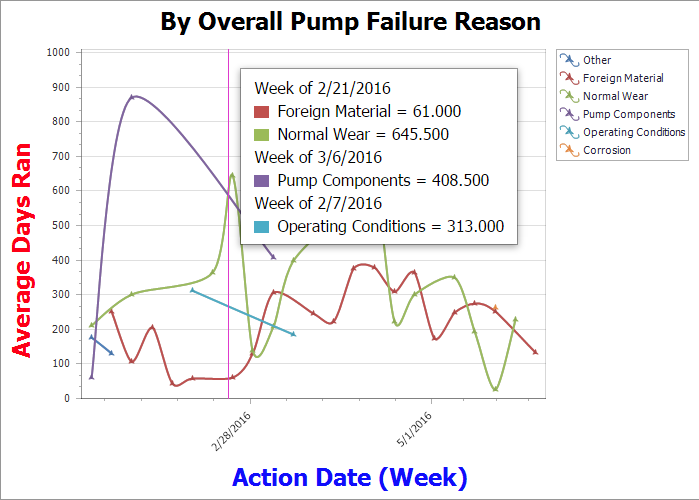 By Overall Pump Failure Reason
Average Days Ran
1000
900
800
700
600
500
400
300
200
100
0
Week of 2/21/2016
Foreign Material = 61.000
Normal Wear = 645.500
Week of 3/6/2016
Pump Components = 408.500
Week of 2/7/2016
Operating Conditions = 313.000
Other
Foreign Material
Normal Wear
Pump Components
Operating Conditions
Corrosion
2/28/2016
5/1/2016
Action Date (Week)